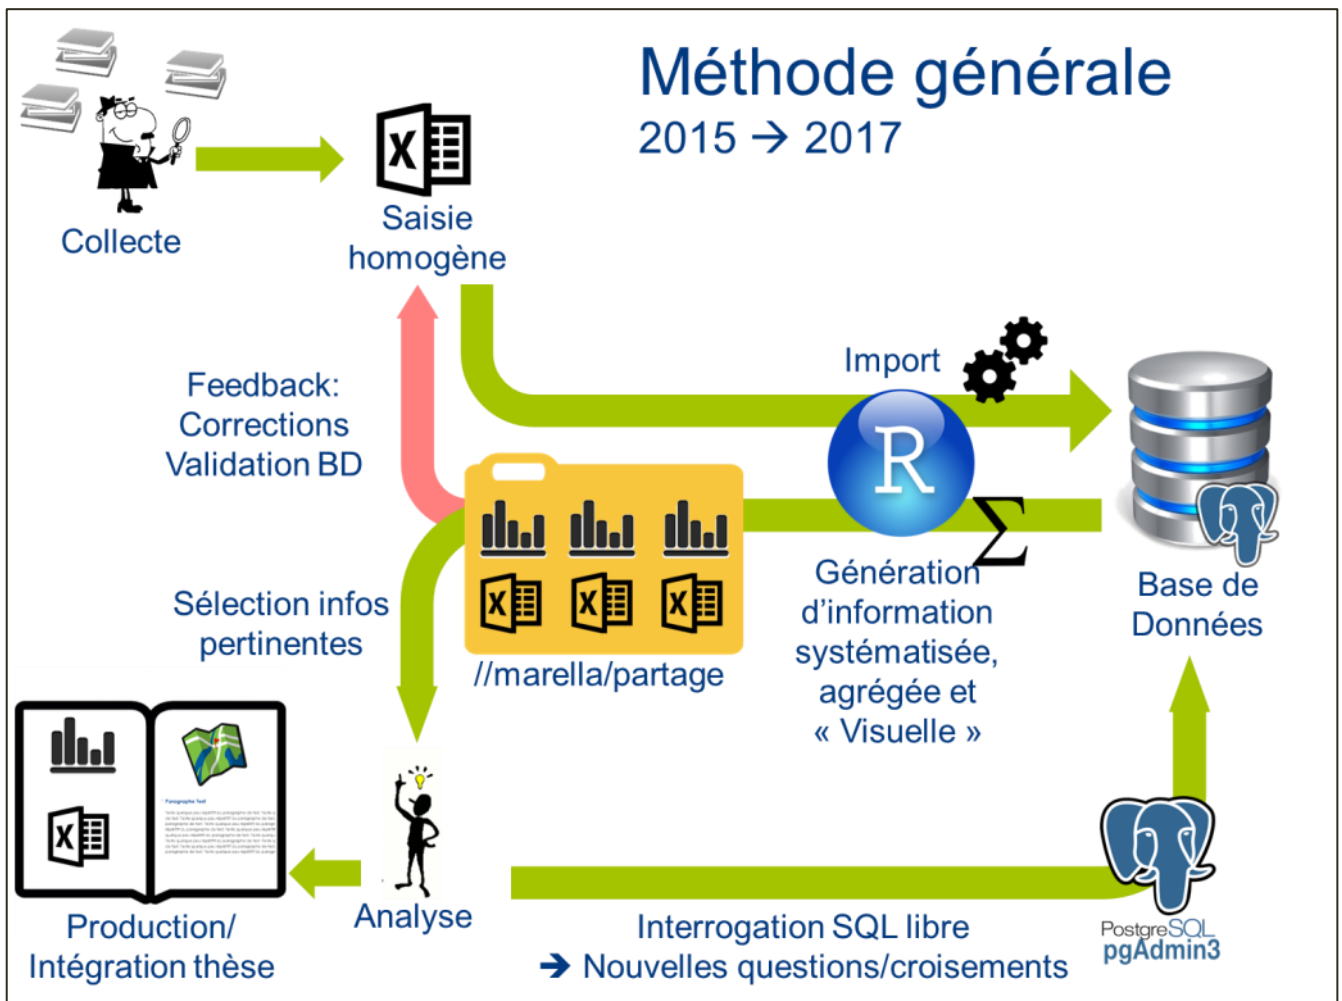 Méthode générale
2015 → 2017
Collecte
Saisie
homogène
Feedback:
Corrections
Validation BD
Import
R
Σ
Génération
d'information
systématisée,
agrégée et
« Visuelle »
Base de
Données
//marella/partage
Sélection infos
pertinentes
Paragraphe Text
Analyse
Production/
Intégration thèse
Interrogation SQL libre
→ Nouvelles questions/croisements
PostgreSQL
pgAdmin3
X
X
X
X
X